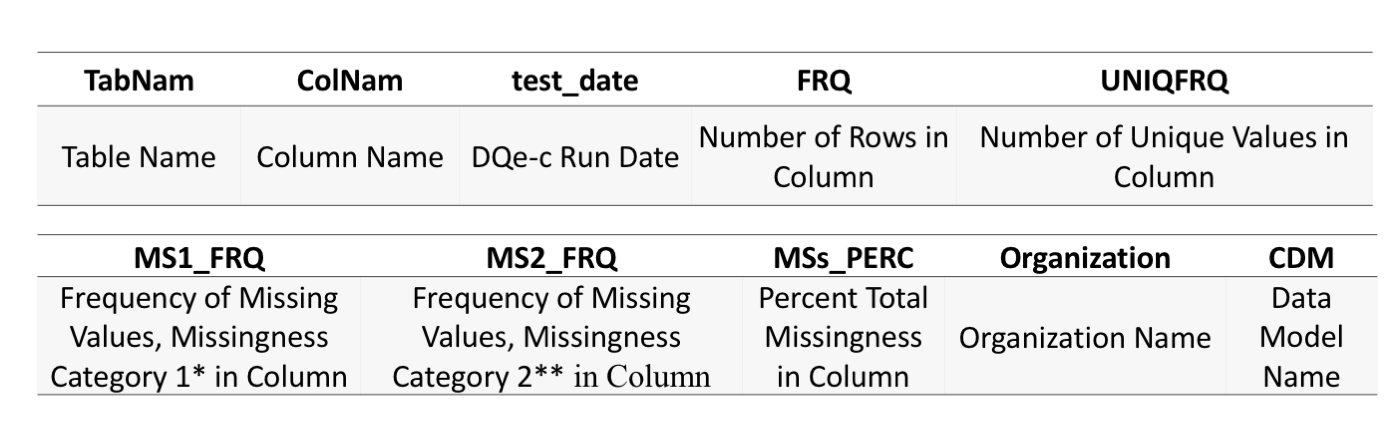 TabNam ColNam test_date FRQ UNIQFRQ
Table Name Column Name DQe-c Run Date Number of Rows in Column Number of Unique Values in Column
MS1_FRQ MS2_FRQ MSs_PERC Organization CDM
Frequency of Missing Values, Missingness Category 1* in Column Frequency of Missing Values, Missingness Category 2** in Column Percent Total Missingness in Column Organization Name Data Model Name